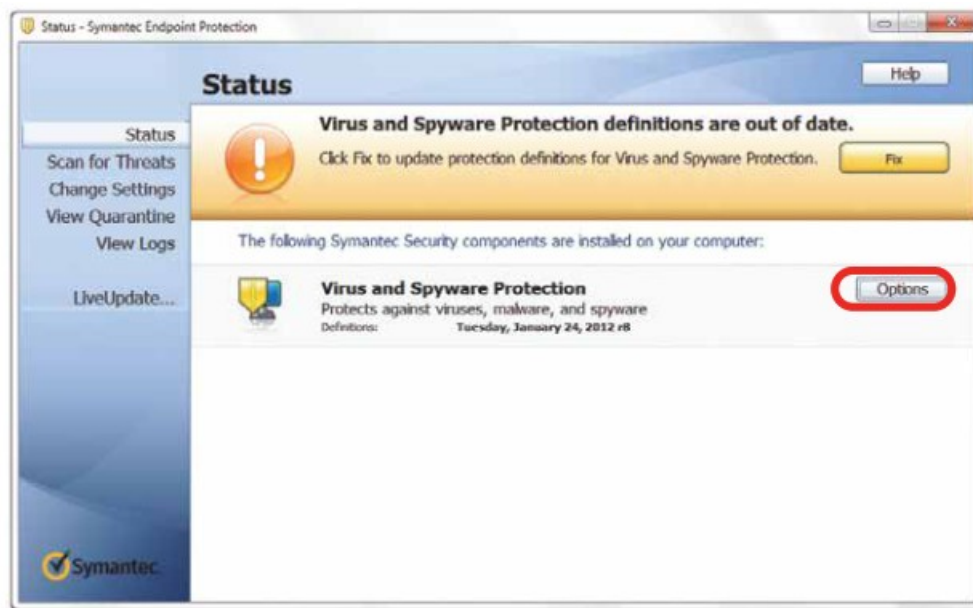 Status - Symantec Endpoint Protection
Status
Help
Status
Scan for Threats
Change Settings
View Quarantine
View Logs
LiveUpdate...
Virus and Spyware Protection definitions are out of date.
Click Fix to update protection definitions for Virus and Spyware Protection.
Fix
The following Symantec Security components are installed on your computer:
Virus and Spyware Protection
Options
Protects against viruses, malware, and spyware
Definitions: Tuesday, January 24, 2012 r8
Symantec.